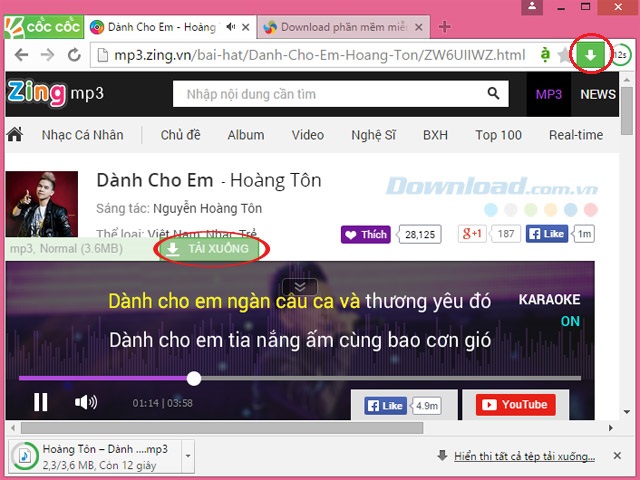 cốc cốc
Dành Cho Em - Hoàng T
Download phần mềm miễ
mp3.zing.vn/bai-hat/Danh-Cho-Em-Hoang-Ton/ZW6UIIWZ.html
12s
Zing mp3
Nhập nội dung cần tìm
MP3
NEWS
Nhạc Cá Nhân
Chủ đề
Album
Video
Nghệ Sĩ
BXH
Top 100
Real-time
Dành Cho Em - Hoàng Tôn
Download.com.vn
Sáng tác: Nguyễn Hoàng Tôn
Thể loại: Việt Nam, Nhạc Trẻ
Thích
28,125
g+1
187
Like
1m
mp3, Normal (3.6MB)
TẢI XUỐNG
Dành cho em ngàn câu ca và thương yêu đó
KARAOKE
ON
Dành cho em tia nắng ấm cùng bao cơn gió
01:14 | 03:58
Like
4.9m
YouTube
Hoàng Tôn – Dành ....mp3
2,3/3,6 MB, Còn 12 giây
Hiển thị tất cả tệp tải xuống...